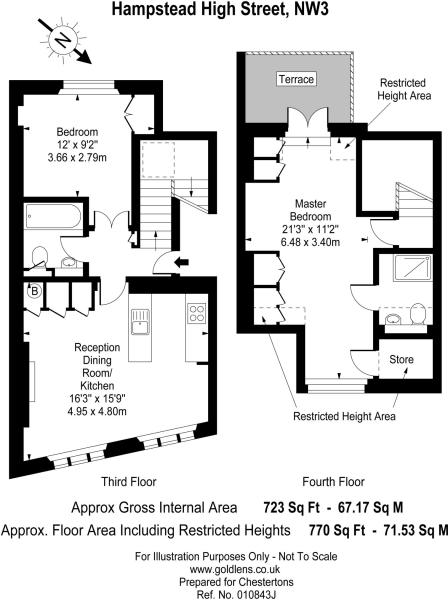 Hampstead High Street, NW3
N
Terrace
Restricted
Height Area
Bedroom
12' x 9'2"
3.66 x 2.79m
Master
Bedroom
21'3" x 11'2"
6.48 x 3.40m
B
Reception
Dining
Room/
Kitchen
16'3" x 15'9"
4.95 x 4.80m
Store
Restricted Height Area
Third Floor
Fourth Floor
Approx Gross Internal Area 723 Sq Ft - 67.17 Sq M
Approx. Floor Area Including Restricted Heights 770 Sq Ft - 71.53 Sq M
For Illustration Purposes Only - Not To Scale
www.goldlens.co.uk
Prepared for Chestertons
Ref. No. 010843J